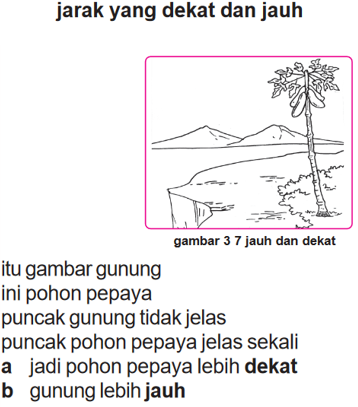 jarak yang dekat dan jauh
gambar 3 7 jauh dan dekat
itu gambar gunung
ini pohon pepaya
puncak gunung tidak jelas
puncak pohon pepaya jelas sekali
a jadi pohon pepaya lebih dekat
b gunung lebih jauh